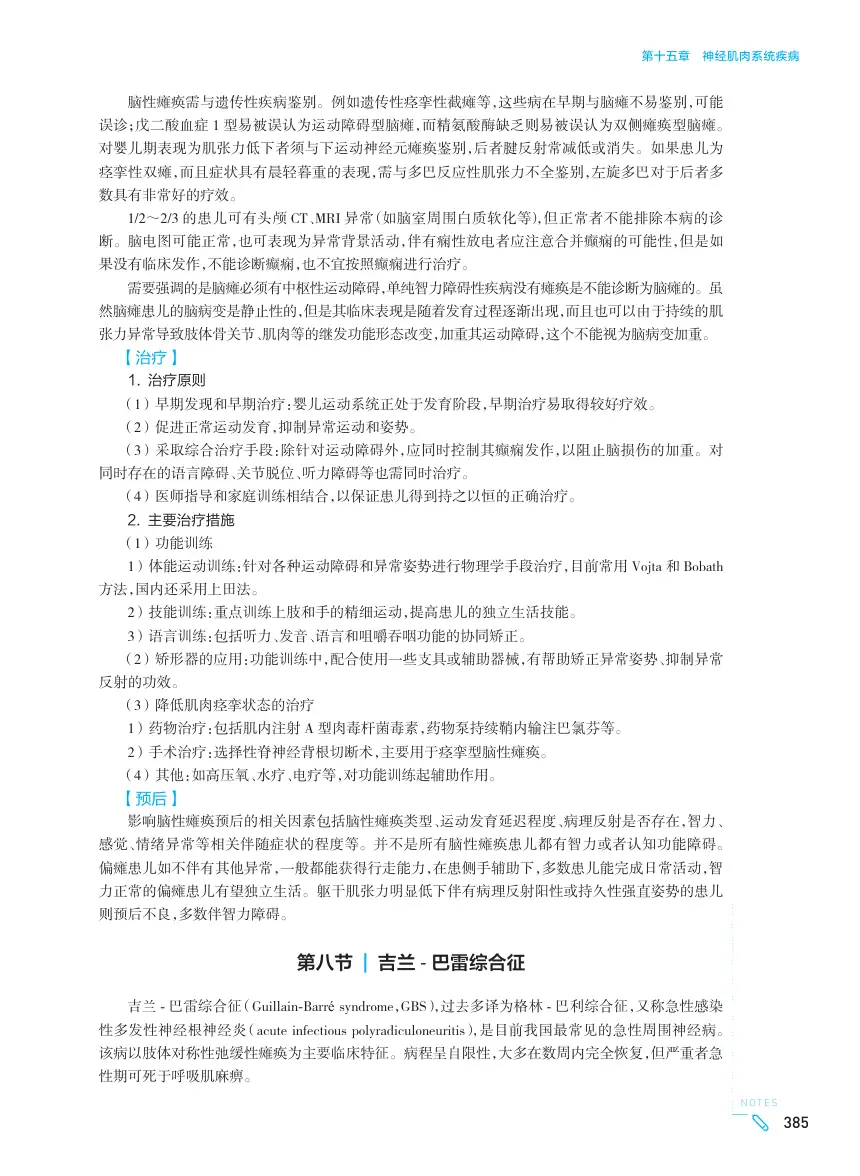 第十五章 神经肌肉系统疾病
脑性瘫痪需与遗传性疾病鉴别。例如遗传性痉挛性截瘫等,这些病在早期与脑瘫不易鉴别,可能
误诊;戊二酸血症 1 型易被误认为运动障碍型脑瘫,而精氨酸酶缺乏则易被误认为双侧瘫痪型脑瘫。
对婴儿期表现为肌张力低下者须与下运动神经元瘫痪鉴别,后者腱反射常减低或消失。如果患儿为
痉挛性双瘫,而且症状具有晨轻暮重的表现,需与多巴反应性肌张力不全鉴别,左旋多巴对于后者多
数具有非常好的疗效。
1/2～2/3 的患儿可有头颅 CT、MRI 异常(如脑室周围白质软化等),但正常者不能排除本病的诊
断。脑电图可能正常,也可表现为异常背景活动,伴有痫性放电者应注意合并癫痫的可能性,但是如
果没有临床发作,不能诊断癫痫,也不宜按照癫痫进行治疗。
需要强调的是脑瘫必须有中枢性运动障碍,单纯智力障碍性疾病没有瘫痪是不能诊断为脑瘫的。虽
然脑瘫患儿的脑病变是静止性的,但是其临床表现是随着发育过程逐渐出现,而且也可以由于持续的肌
张力异常导致肢体骨关节、肌肉等的继发功能形态改变,加重其运动障碍,这个不能视为脑病变加重。
【治疗】
1. 治疗原则
(1)早期发现和早期治疗:婴儿运动系统正处于发育阶段,早期治疗易取得较好疗效。
(2)促进正常运动发育,抑制异常运动和姿势。
(3)采取综合治疗手段:除针对运动障碍外,应同时控制其癫痫发作,以阻止脑损伤的加重。对
同时存在的语言障碍、关节脱位、听力障碍等也需同时治疗。
(4)医师指导和家庭训练相结合,以保证患儿得到持之以恒的正确治疗。
2. 主要治疗措施
(1)功能训练
1)体能运动训练:针对各种运动障碍和异常姿势进行物理学手段治疗,目前常用 Vojta 和 Bobath
方法,国内还采用上田法。
2)技能训练:重点训练上肢和手的精细运动,提高患儿的独立生活技能。
3)语言训练:包括听力、发音、语言和咀嚼吞咽功能的协同矫正。
(2)矫形器的应用:功能训练中,配合使用一些支具或辅助器械,有帮助矫正异常姿势、抑制异常
反射的功效。
(3)降低肌肉痉挛状态的治疗
1)药物治疗:包括肌内注射 A 型肉毒杆菌毒素,药物泵持续鞘内输注巴氯芬等。
2)手术治疗:选择性脊神经背根切断术,主要用于痉挛型脑性瘫痪。
(4)其他:如高压氧、水疗、电疗等,对功能训练起辅助作用。
【预后】
影响脑性瘫痪预后的相关因素包括脑性瘫痪类型、运动发育延迟程度、病理反射是否存在,智力、
感觉、情绪异常等相关伴随症状的程度等。并不是所有脑性瘫痪患儿都有智力或者认知功能障碍。
偏瘫患儿如不伴有其他异常,一般都能获得行走能力,在患侧手辅助下,多数患儿能完成日常活动,智
力正常的偏瘫患儿有望独立生活。躯干肌张力明显低下伴有病理反射阳性或持久性强直姿势的患儿
则预后不良,多数伴智力障碍。
第八节 | 吉兰 - 巴雷综合征
吉兰 - 巴雷综合征(Guillain-Barré syndrome,GBS),过去多译为格林 - 巴利综合征,又称急性感染
性多发性神经根神经炎(acute infectious polyradiculoneuritis),是目前我国最常见的急性周围神经病。
该病以肢体对称性弛缓性瘫痪为主要临床特征。病程呈自限性,大多在数周内完全恢复,但严重者急
性期可死于呼吸肌麻痹。
NOTES
385